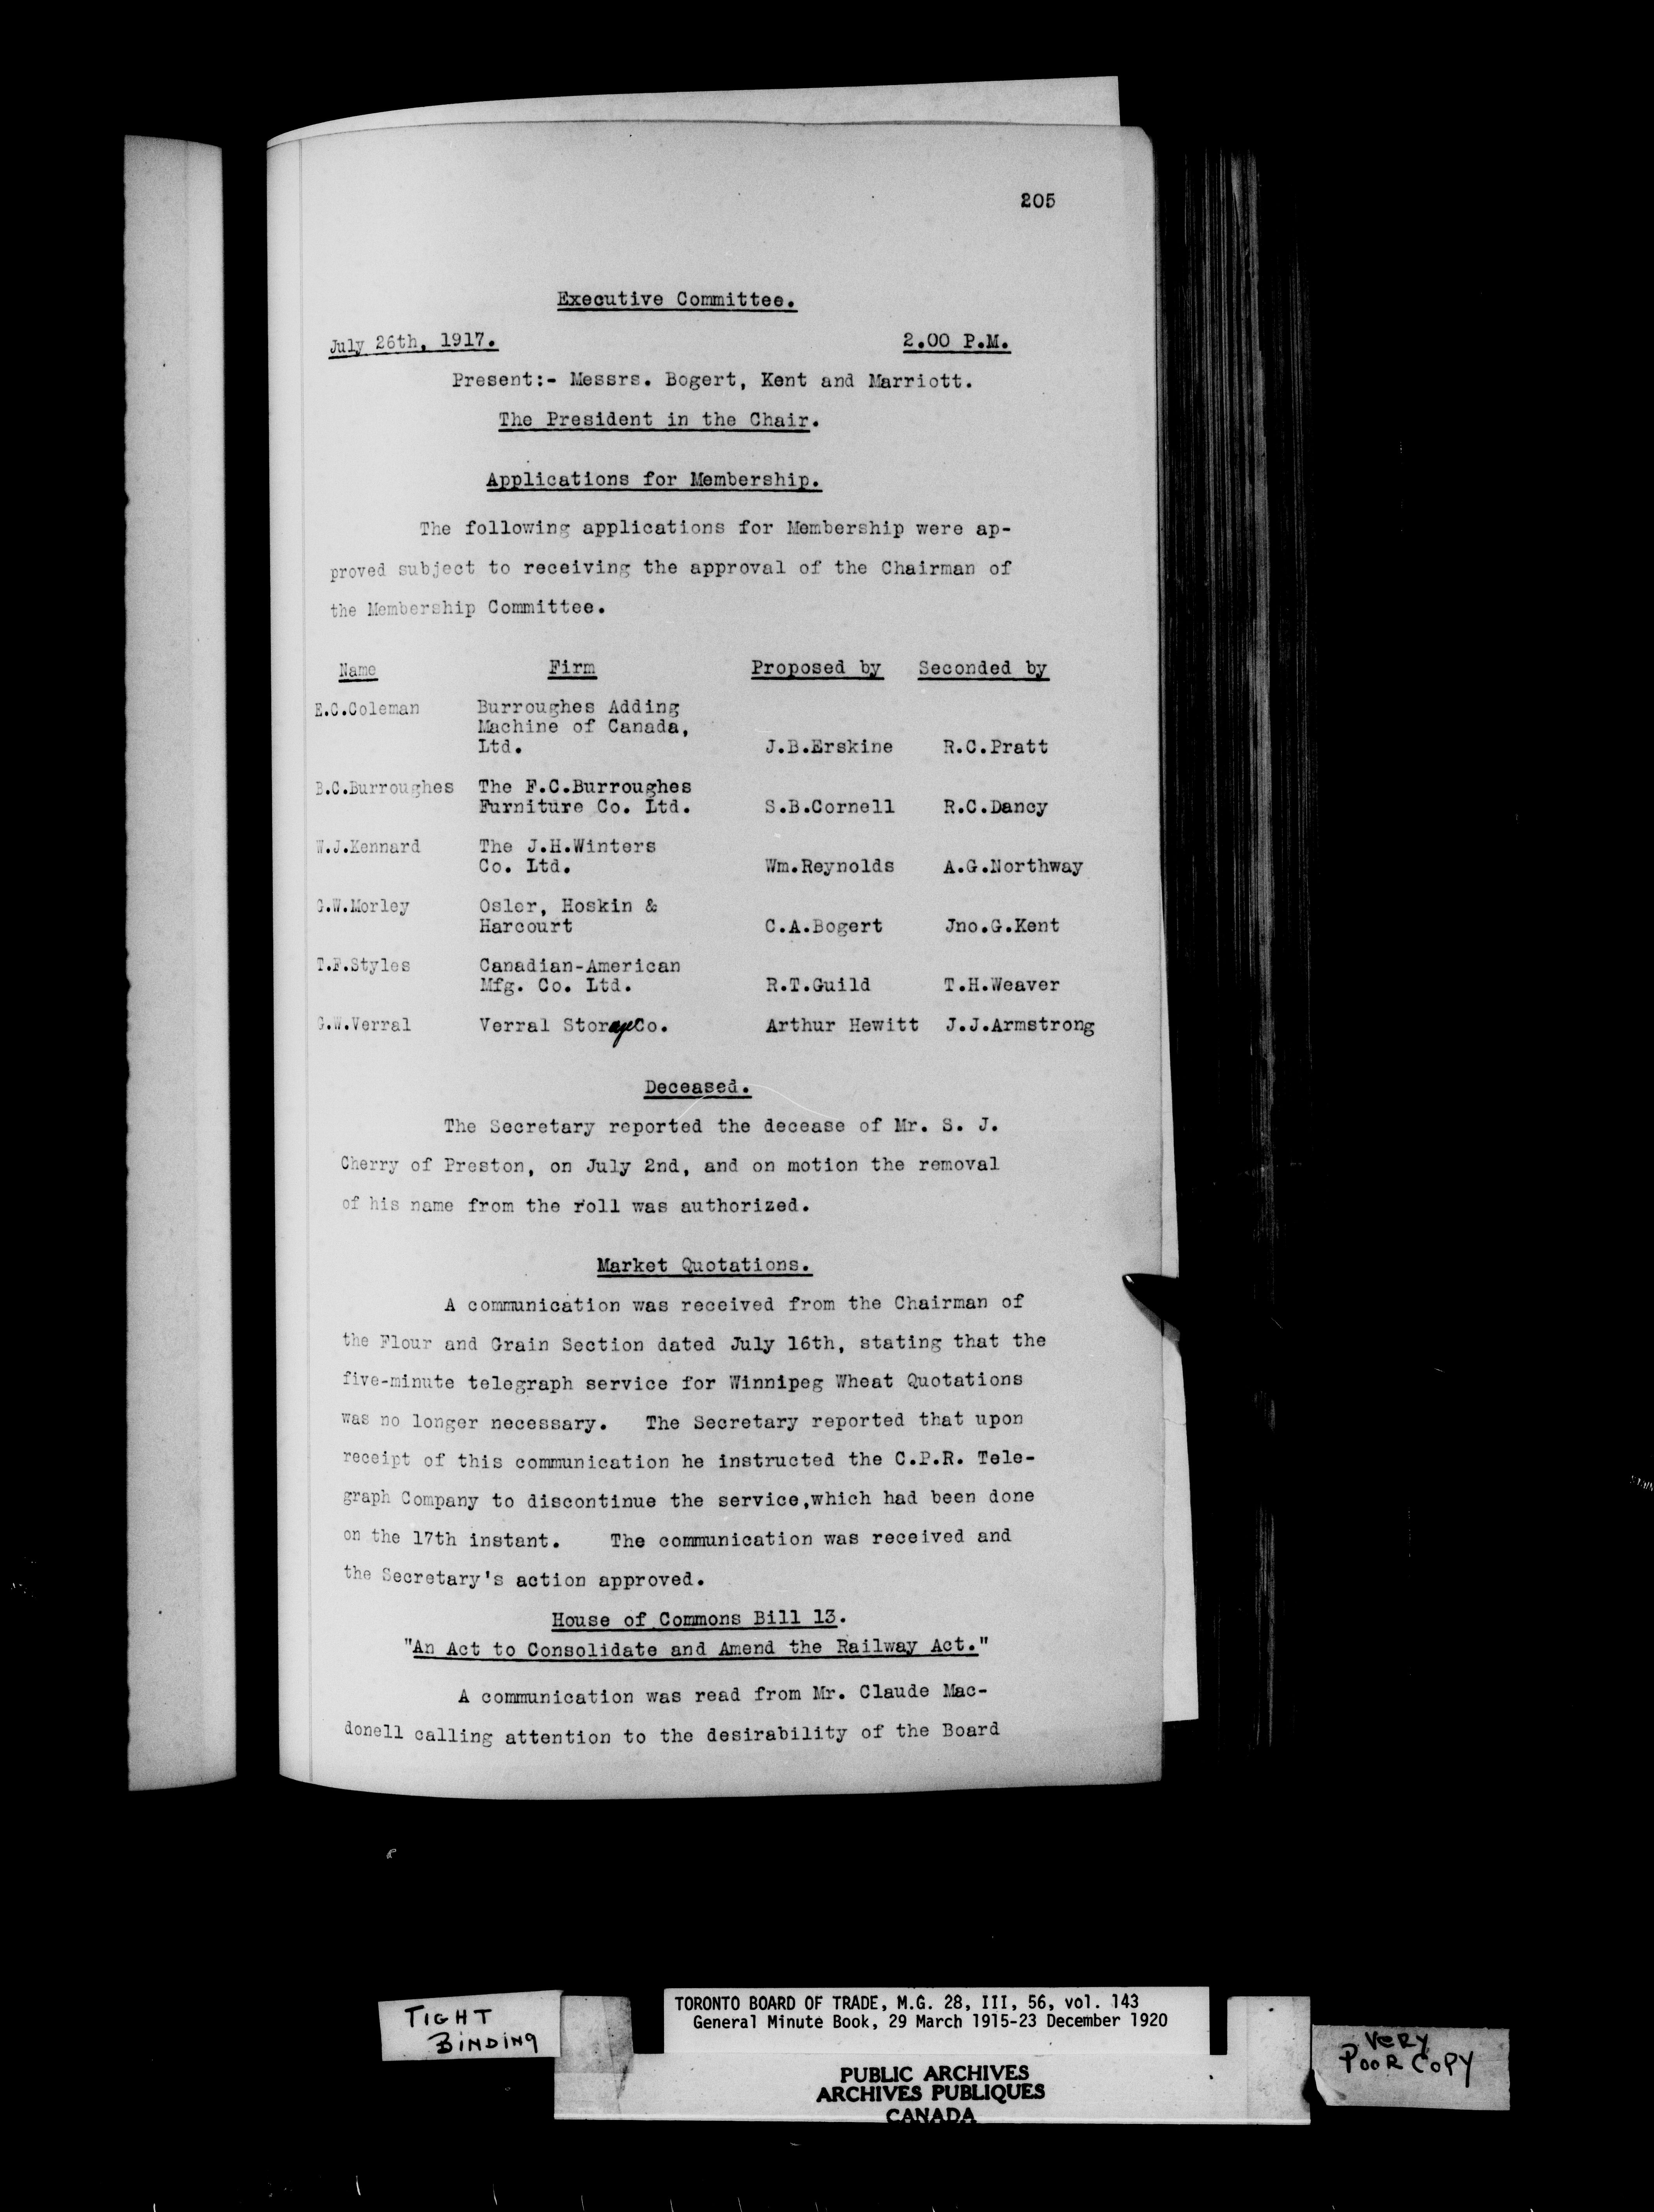 205
Executive Committee.
July 26th, 1917. 2.00 P.M.
Present:- Messrs. Bogert, Kent and Marriott.
The President in the Chair.
Applications for Membership.
The following applications for Membership were ap-
proved subject to receiving the approval of the Chairman of
the Membership Committee.
Name Firm Proposed by Seconded by
E.C.Coleman Burroughes Adding
Machine of Canada,
Ltd. J.B.Erskine R.C.Pratt
B.C.Burroughes The F.C.Burroughes
Furniture Co. Ltd. S.B.Cornell R.C.Dancy
W.J.Kennard The J.H.Winters
Co. Ltd. Wm.Reynolds A.G.Northway
G.W.Morley Osler, Hoskin &
Harcourt C.A.Bogert Jno.G.Kent
T.F.Styles Canadian-American
Mfg. Co. Ltd. R.T.Guild T.H.Weaver
G.W.Verral Verral Storage Co. Arthur Hewitt J.J.Armstrong
Deceased.
The Secretary reported the decease of Mr. S. J.
Cherry of Preston, on July 2nd, and on motion the removal
of his name from the roll was authorized.
Market Quotations.
A communication was received from the Chairman of
the Flour and Grain Section dated July 16th, stating that the
five-minute telegraph service for Winnipeg Wheat Quotations
was no longer necessary. The Secretary reported that upon
receipt of this communication he instructed the C.P.R. Tele-
graph Company to discontinue the service,which had been done
on the 17th instant. The communication was received and
the Secretary's action approved.
House of Commons Bill 13.
"An Act to Consolidate and Amend the Railway Act."
A communication was read from Mr. Claude Mac-
donell calling attention to the desirability of the Board
TIGHT
BINDING
TORONTO BOARD OF TRADE, M.G. 28, III, 56, vol. 143
General Minute Book, 29 March 1915-23 December 1920
PUBLIC ARCHIVES
ARCHIVES PUBLIQUES
CANADA
VERY
POOR COPY